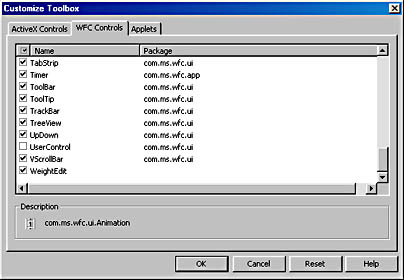 Customize Toolbox
ActiveX Controls WFC Controls Applets
Name Package
TabStrip com.ms.wfc.ui
Timer com.ms.wfc.app
ToolBar com.ms.wfc.ui
ToolTip com.ms.wfc.ui
TrackBar com.ms.wfc.ui
TreeView com.ms.wfc.ui
UpDown com.ms.wfc.ui
UserControl com.ms.wfc.ui
VScrollBar com.ms.wfc.ui
WeightEdit
Description
com.ms.wfc.ui.Animation
OK Cancel Reset Help